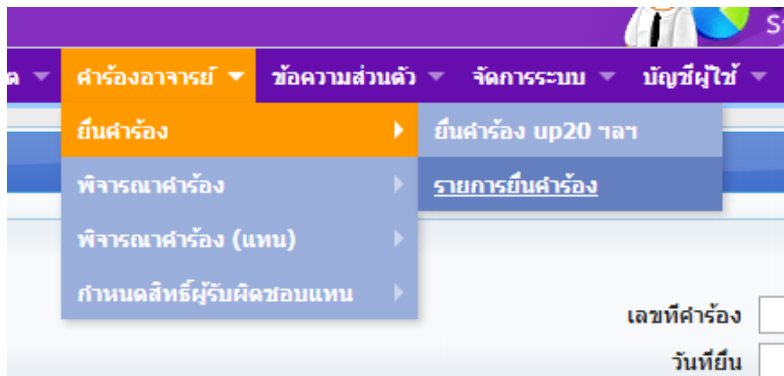 คำร้องอาจารย์ ข้อความส่วนตัว จัดการระบบ บัญชีผู้ใช้
ยื่นคำร้อง ยื่นคำร้อง up20 ฯลฯ
พิจารณาคำร้อง รายการยื่นคำร้อง
พิจารณาคำร้อง (แทน)
กำหนดสิทธิ์ผู้รับผิดชอบแทน
เลขที่คำร้อง
วันที่ยื่น